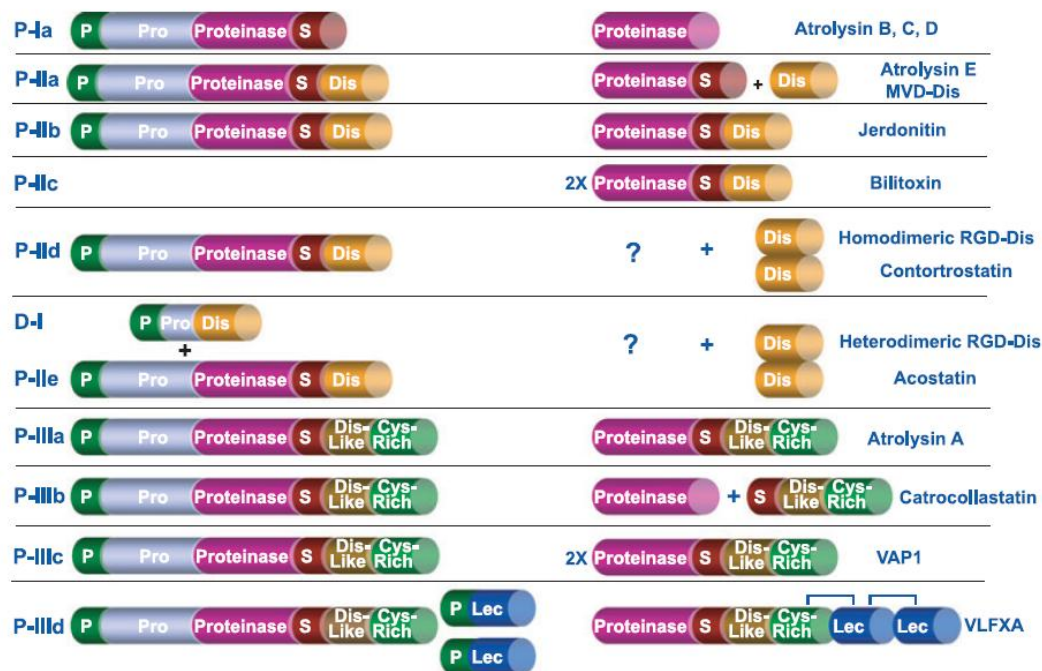 P-Ia P Pro Proteinase S Proteinase Atrolysin B, C, D
P-IIa P Pro Proteinase S Dis Proteinase S + Dis Atrolysin E
MVD-Dis
P-IIb P Pro Proteinase S Dis Proteinase S Dis Jerdonitin
P-IIc 2X Proteinase S Dis Bilitoxin
P-IId P Pro Proteinase S Dis ? + Dis Homodimeric RGD-Dis
Dis Contortrostatin
D-I P Pro Dis
+ ? + Dis Heterodimeric RGD-Dis
P-IIe P Pro Proteinase S Dis Dis Acostatin
P-IIIa P Pro Proteinase S Dis-Like Cys-Rich Proteinase S Dis-Like Cys-Rich Atrolysin A
P-IIIb P Pro Proteinase S Dis-Like Cys-Rich Proteinase + S Dis-Like Cys-Rich Catrocollastatin
P-IIIc P Pro Proteinase S Dis-Like Cys-Rich 2X Proteinase S Dis-Like Cys-Rich VAP1
P-IIId P Pro Proteinase S Dis-Like Cys-Rich P Lec Proteinase S Dis-Like Cys-Rich Lec Lec VLFXA
P Lec